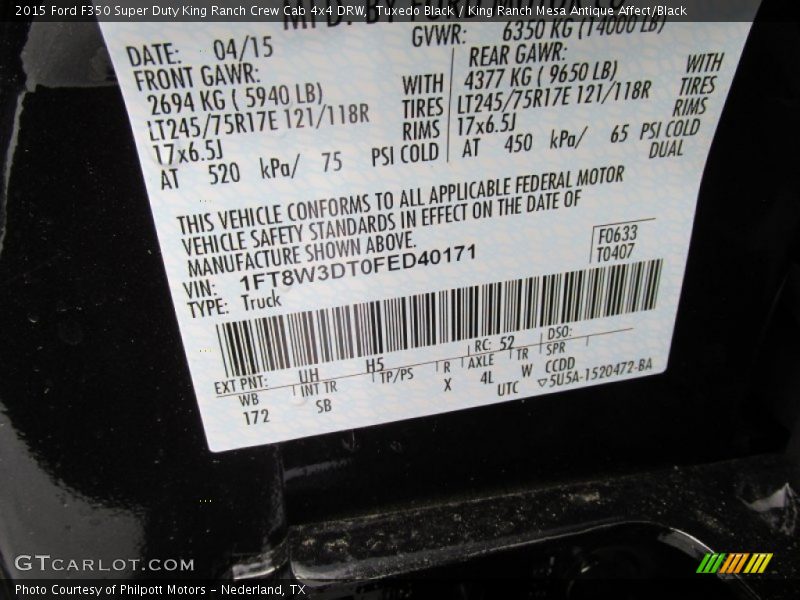 2015 Ford F350 Super Duty King Ranch Crew Cab 4x4 DRW, Tuxedo Black / King Ranch Mesa Antique Affect/Black
MFD. BY FORD
GVWR: 6350 KG (14000 LB)
DATE: 04/15
FRONT GAWR:
2694 KG ( 5940 LB) WITH
LT245/75R17E 121/118R TIRES
17x6.5J RIMS
AT 520 kPa/ 75 PSI COLD
REAR GAWR:
4377 KG ( 9650 LB) WITH
LT245/75R17E 121/118R TIRES
17x6.5J RIMS
AT 450 kPa/ 65 PSI COLD
DUAL
THIS VEHICLE CONFORMS TO ALL APPLICABLE FEDERAL MOTOR
VEHICLE SAFETY STANDARDS IN EFFECT ON THE DATE OF
MANUFACTURE SHOWN ABOVE.
VIN: 1FT8W3DT0FED40171
TYPE: Truck
F0633
T0407
EXT PNT: UH H5 RC: 52 DSO:
WB INT TR TP/PS R AXLE TR SPR
172 SB X 4L W CCDD
UTC ▽5U5A-1520472-BA
GTCARLOT.COM
Photo Courtesy of Philpott Motors - Nederland, TX